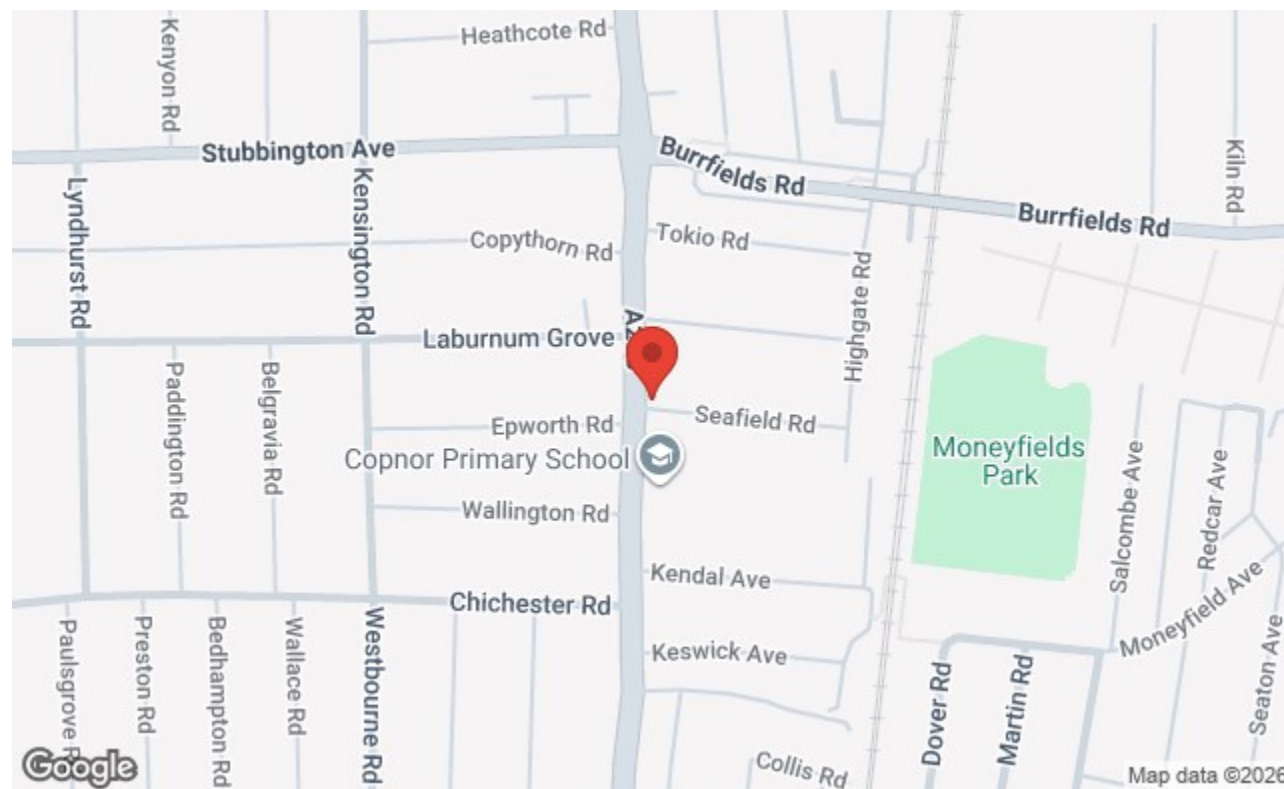 Heathcote Rd
Kenyon Rd
Stubbington Ave
Burrfields Rd
Kiln Rd
Lyndhurst Rd
Kensington Rd
Copythorn Rd
Tokio Rd
Burrfields Rd
Highgate Rd
Laburnum Grove
Paddington Rd
Belgravia Rd
Epworth Rd
Seafield Rd
Copnor Primary School
Moneyfields
Park
Wallington Rd
Salcombe Ave
Redcar Ave
Kendal Ave
Chichester Rd
Moneyfield Ave
Paulsgrove R
Preston Rd
Bedhampton Rd
Wallace Rd
Westbourne Rd
Keswick Ave
Dover Rd
Martin Rd
Seaton Ave
Collis Rd
Google
Map data ©2026